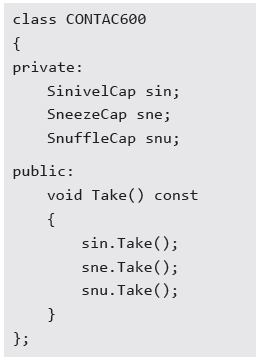 class CONTAC600
{
private:
    SinivelCap sin;
    SneezeCap sne;
    SnuffleCap snu;
public:
    void Take() const
    {
        sin.Take();
        sne.Take();
        snu.Take();
    }
};